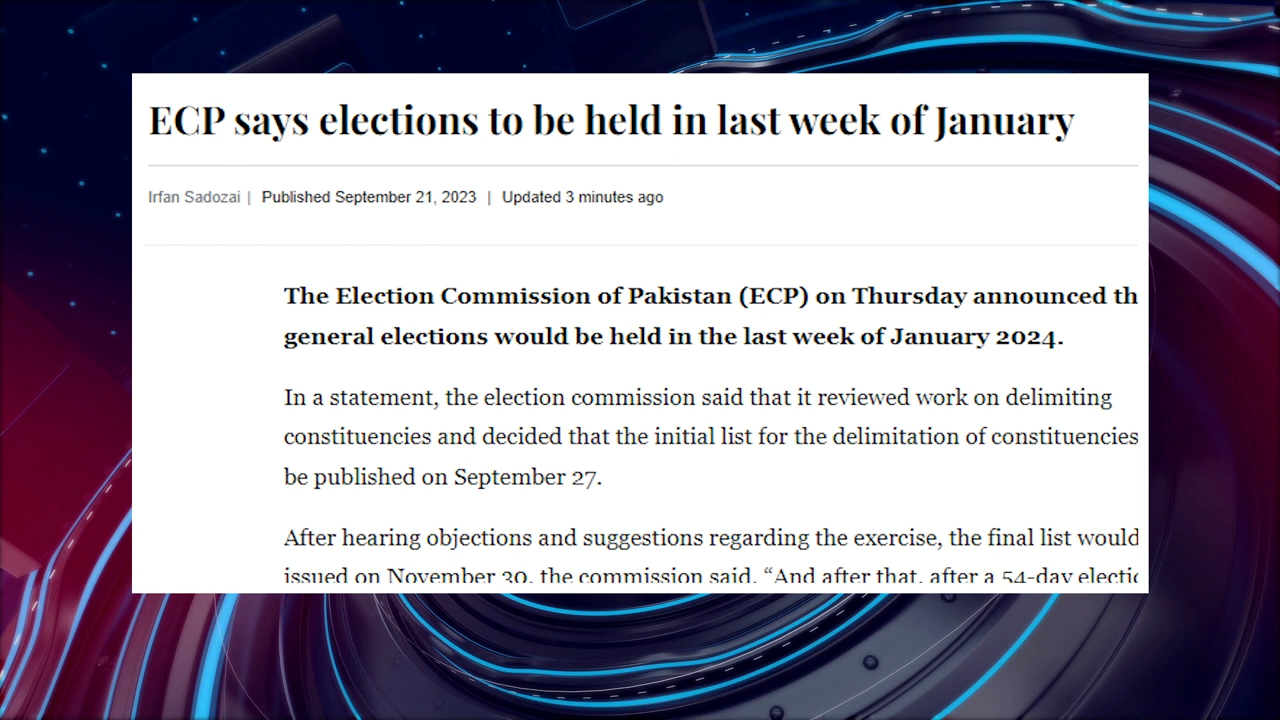 ECP says elections to be held in last week of January
Irfan Sadozai | Published September 21, 2023 | Updated 3 minutes ago
The Election Commission of Pakistan (ECP) on Thursday announced th
general elections would be held in the last week of January 2024.
In a statement, the election commission said that it reviewed work on delimiting
constituencies and decided that the initial list for the delimitation of constituencies
be published on September 27.
After hearing objections and suggestions regarding the exercise, the final list would
issued on November 30, the commission said. “And after that, after a 54-day electic